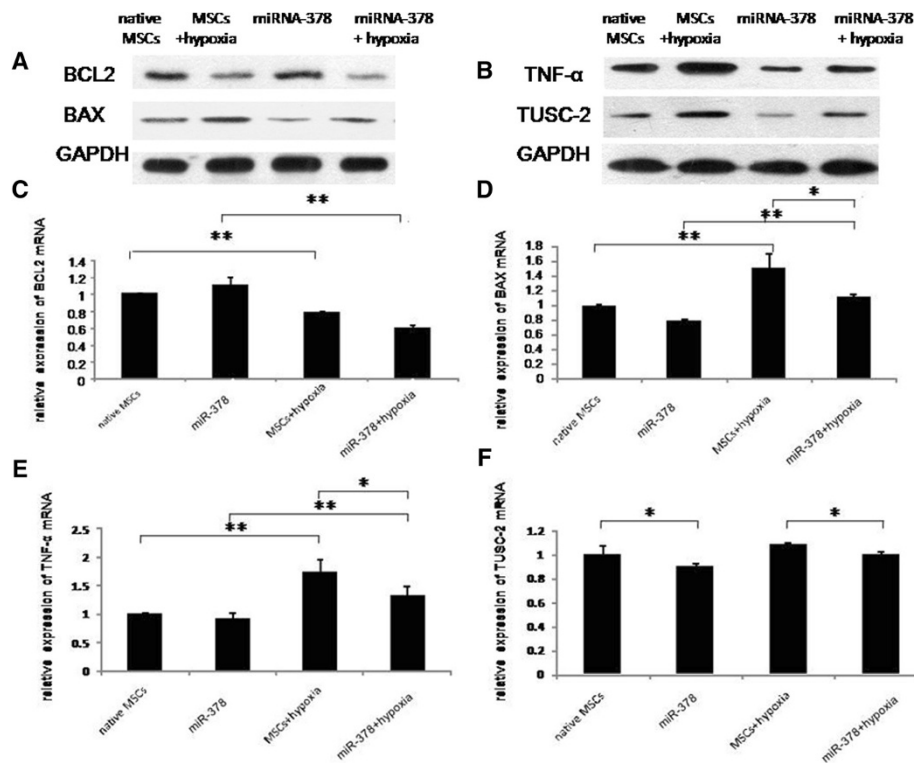 native MSCs
MSCs +hypoxia
miRNA-378
miRNA-378 + hypoxia
A
BCL2
BAX
GAPDH
native MSCs
MSCs +hypoxia
miRNA-378
miRNA-378 + hypoxia
B
TNF-α
TUSC-2
GAPDH
C
**
**
relative expression of BCL2 mRNA
1.4
1.2
1
0.8
0.6
0.4
0.2
0
native MSCs
miR-378
MSCs+hypoxia
miR-378+hypoxia
D
*
**
**
relative expression of BAX mRNA
1.8
1.6
1.4
1.2
1
0.8
0.6
0.4
0.2
0
native MSCs
miR-378
MSCs+hypoxia
miR-378+hypoxia
E
*
**
**
relative expression of TNF-α mRNA
2.5
2
1.5
1
0.5
0
native MSCs
miR-378
MSCs+hypoxia
miR-378+hypoxia
F
*
*
relative expression of TUSC-2 mRNA
1.2
1
0.8
0.6
0.4
0.2
0
native MSCs
miR-378
MSCs+hypoxia
miR-378+hypoxia